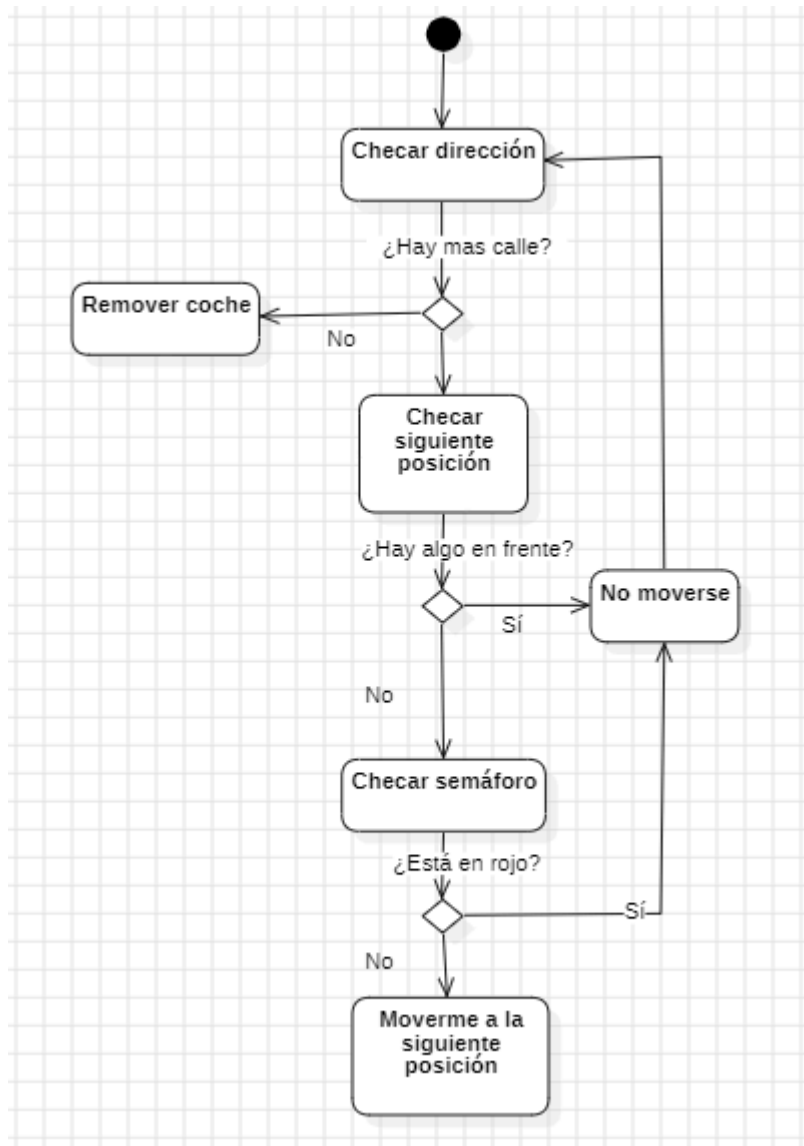 Checar dirección
¿Hay mas calle?
Remover coche
No
Checar
siguiente
posición
¿Hay algo en frente?
No moverse
Sí
No
Checar semáforo
¿Está en rojo?
Sí
No
Moverme a la
siguiente
posición